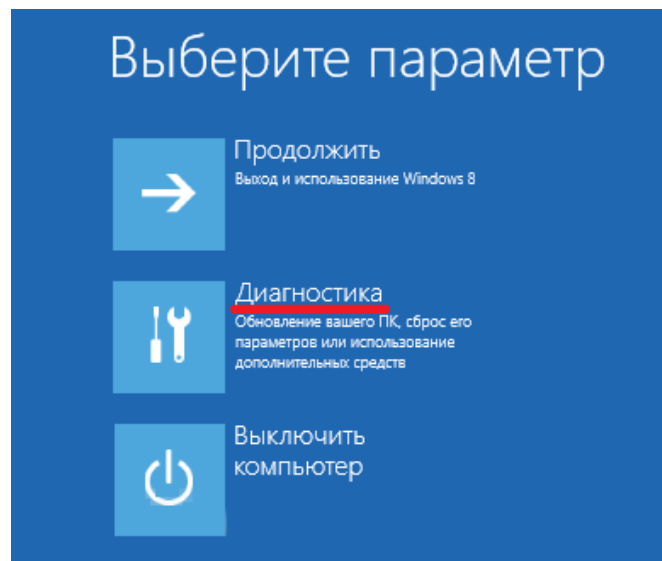 Выберите параметр
Продолжить
Выход и использование Windows 8
Диагностика
Обновление вашего ПК, сброс его
параметров или использование
дополнительных средств
Выключить
компьютер